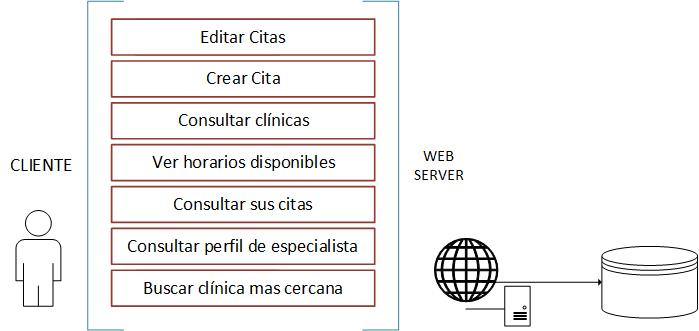 Editar Citas
Crear Cita
Consultar clínicas
Ver horarios disponibles
Consultar sus citas
Consultar perfil de especialista
Buscar clínica mas cercana
CLIENTE
WEB
SERVER